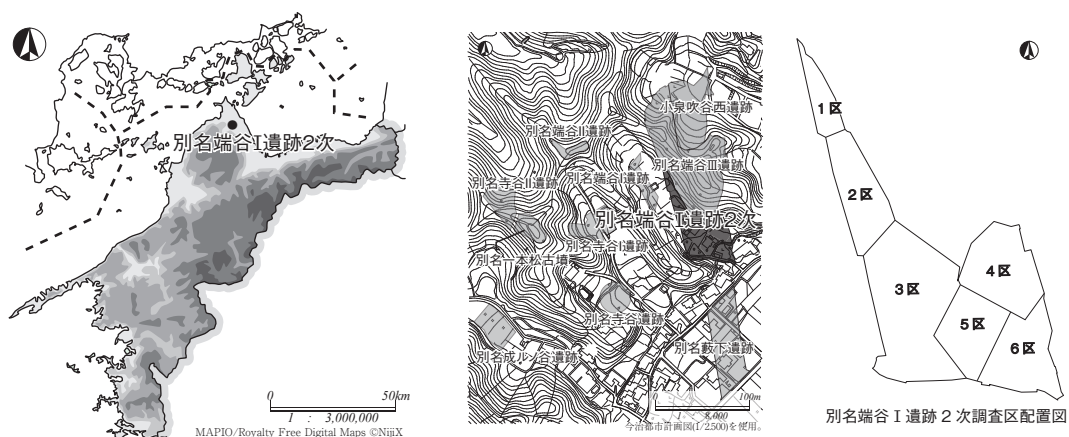 別名端谷Ⅰ遺跡2次
0 50km
1 : 3,000,000
MAPIO/Royalty Free Digital Maps ©NijiX
小泉吹谷西遺跡
別名端谷Ⅱ遺跡
別名端谷Ⅲ遺跡
別名端谷Ⅰ遺跡
別名寺谷Ⅱ遺跡
別名端谷Ⅰ遺跡2次
別名寺谷Ⅰ遺跡
別名一本松古墳
別名寺谷遺跡
別名藪下遺跡
別名成ルノ谷遺跡
0 100m
1 : 8,000
今治都市計画図(1/2500)を使用。
1区
2区
3区
4区
5区
6区
別名端谷Ⅰ遺跡2次調査区配置図